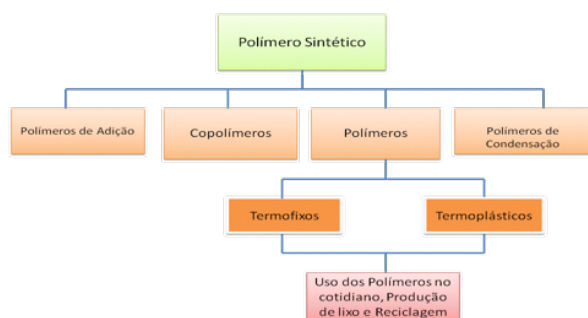 Polímero Sintético
Polímeros de Adição
Copolímeros
Polímeros
Polímeros de
Condensação
Termofixos
Termoplásticos
Uso dos Polímeros no
cotidiano, Produção
de lixo e Reciclagem